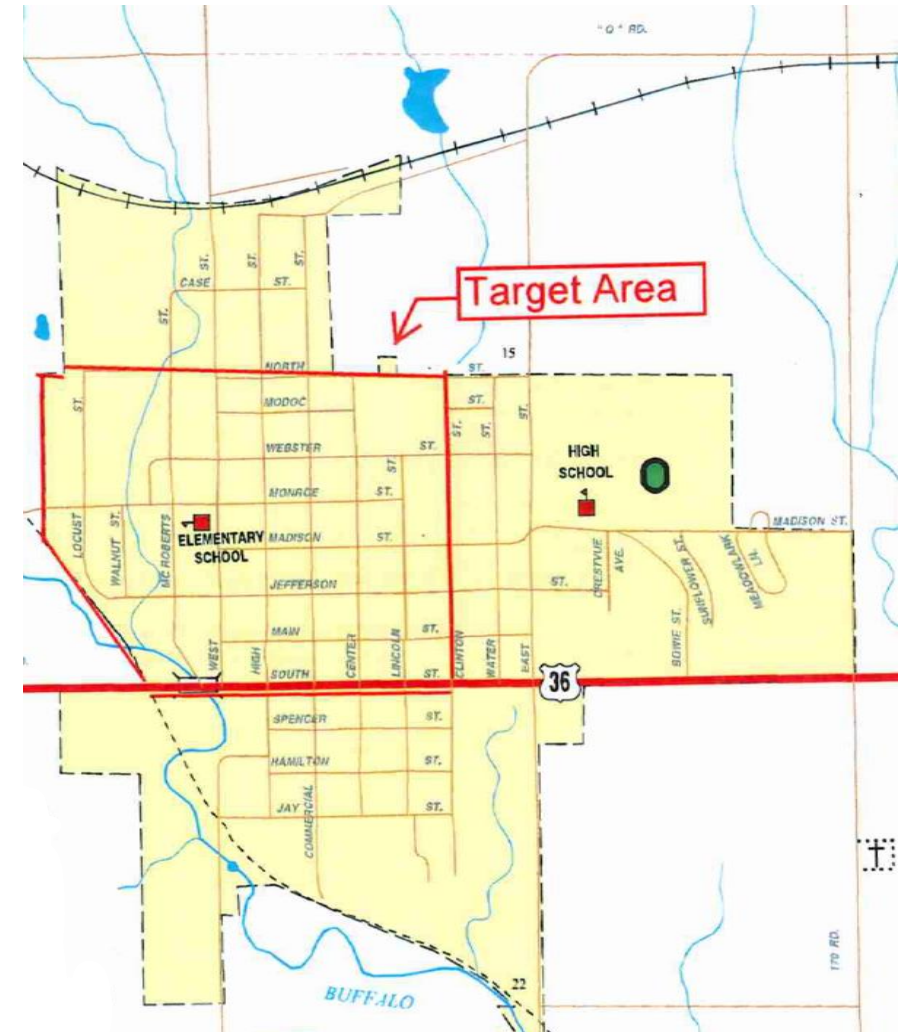 "Q" RD.
ST.
ST.
ST.
CASE ST.
Target Area
ST.
15
NORTH ST.
MODOC ST.
ST.
ST.
CLINTON
ST.
WATER
ST.
EAST
WEBSTER ST.
ST.
HIGH
SCHOOL
MONROE ST.
LOCUST
WALNUT ST.
MC ROBERTS
ELEMENTARY
SCHOOL
MADISON ST.
MADISON ST.
JEFFERSON ST.
CRESTVUE
AVE.
SUNFLOWER ST.
MEADOWLARK
LN.
BOWIE ST.
MAIN ST.
WEST
HIGH
SOUTH ST.
CENTER
LINCOLN
36
SPENCER ST.
HAMILTON ST.
JAY ST.
COMMERCIAL
170 RD.
BUFFALO
22